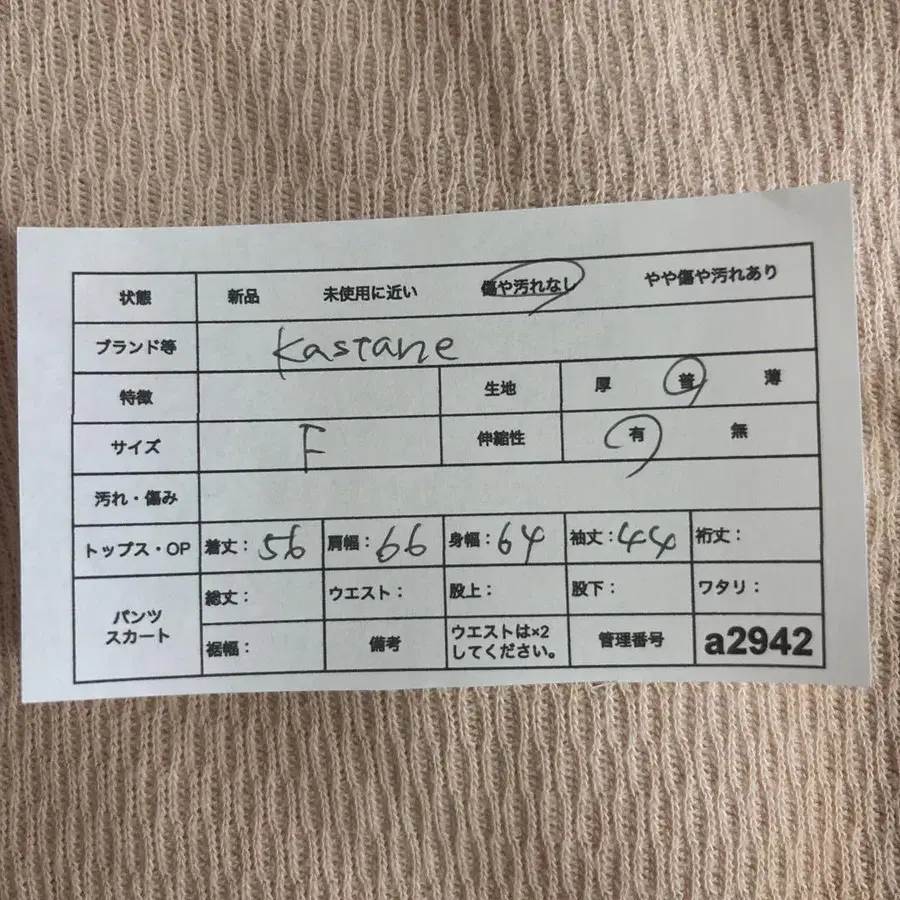 状態 新品 未使用に近い 傷や汚れなし やや傷や汚れあり
ブランド等 kastane
特徴 生地 厚 普 薄
サイズ F 伸縮性 有 無
汚れ・傷み
トップス・OP 着丈：56 肩幅：66 身幅：64 袖丈：44 裄丈：
パンツ
スカート
総丈： ウエスト： 股上： 股下： ワタリ：
裾幅： 備考 ウエストは×2
してください。 管理番号 a2942